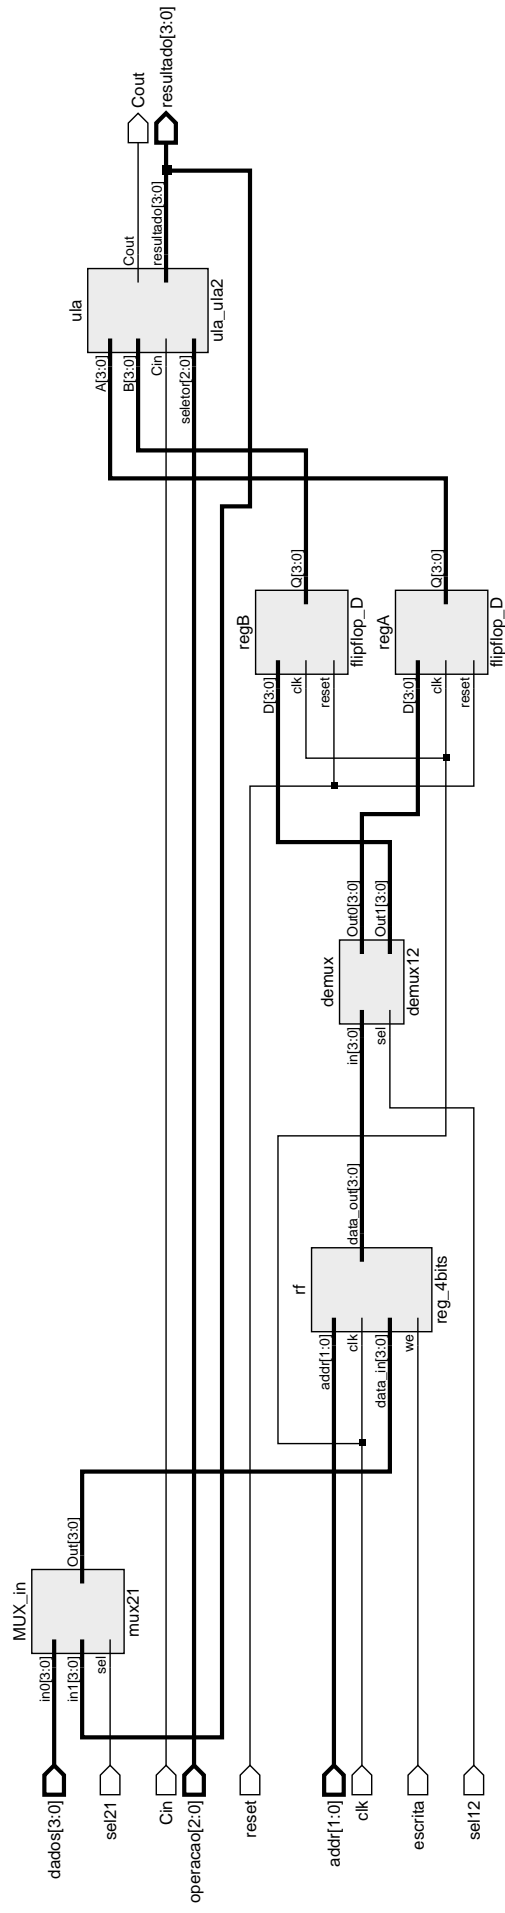 dados[3:0]
sel21
Cin
operacao[2:0]
reset
addr[1:0]
clk
escrita
sel12
MUX_in
in0[3:0]
in1[3:0]
sel
Out[3:0]
mux21
rf
addr[1:0]
clk
data_in[3:0]
we
data_out[3:0]
reg_4bits
demux
in[3:0]
sel
Out0[3:0]
Out1[3:0]
demux12
regB
D[3:0]
clk
reset
Q[3:0]
flipflop_D
regA
D[3:0]
clk
reset
Q[3:0]
flipflop_D
ula
A[3:0]
B[3:0]
Cin
seletor[2:0]
Cout
resultado[3:0]
ula_ula2
Cout
resultado[3:0]